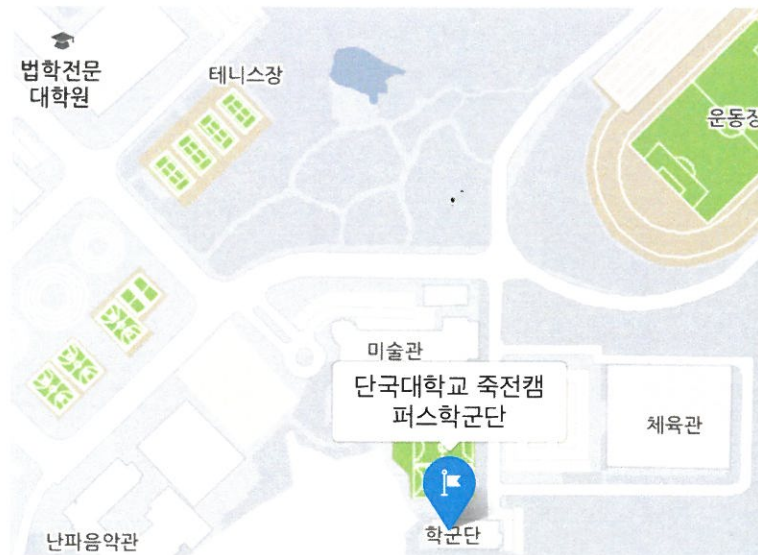 법학전문
대학원
테니스장
운동장
미술관
단국대학교 죽전캠
퍼스학군단
체육관
학군단
난파음악관